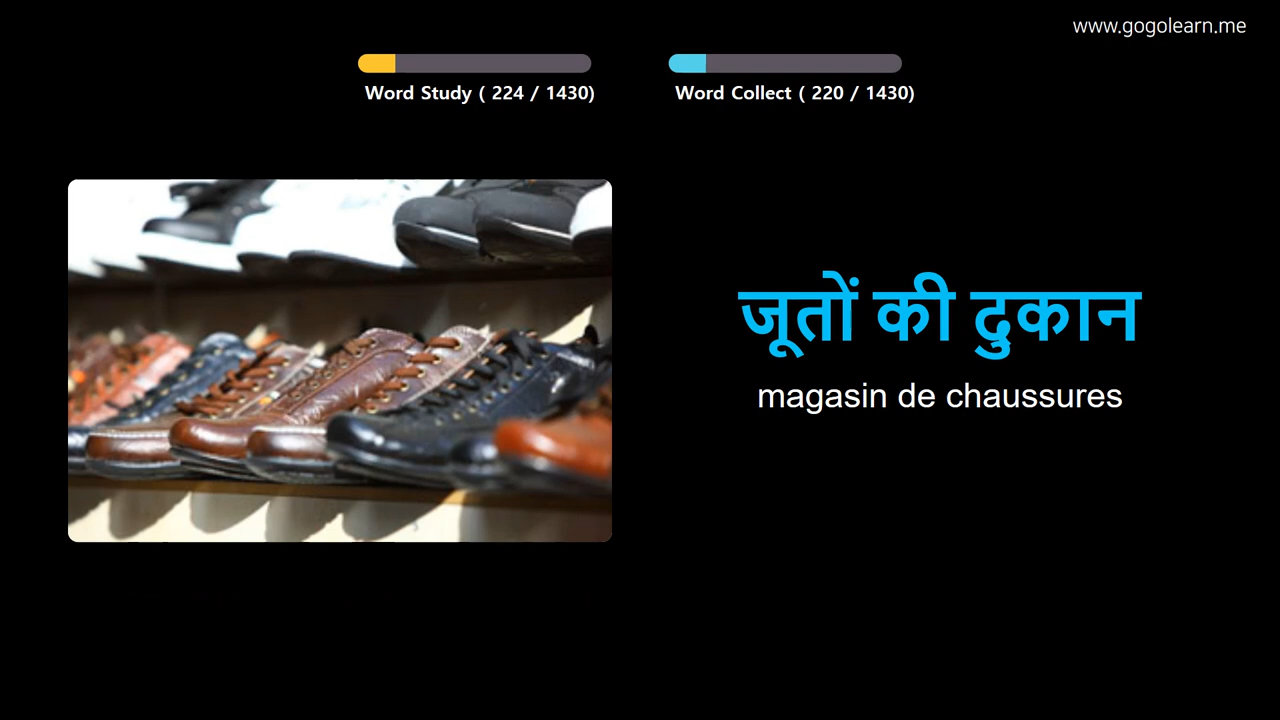 www.gogolearn.me
Word Study ( 224 / 1430)
Word Collect ( 220 / 1430)
जूतों की दुकान
magasin de chaussures